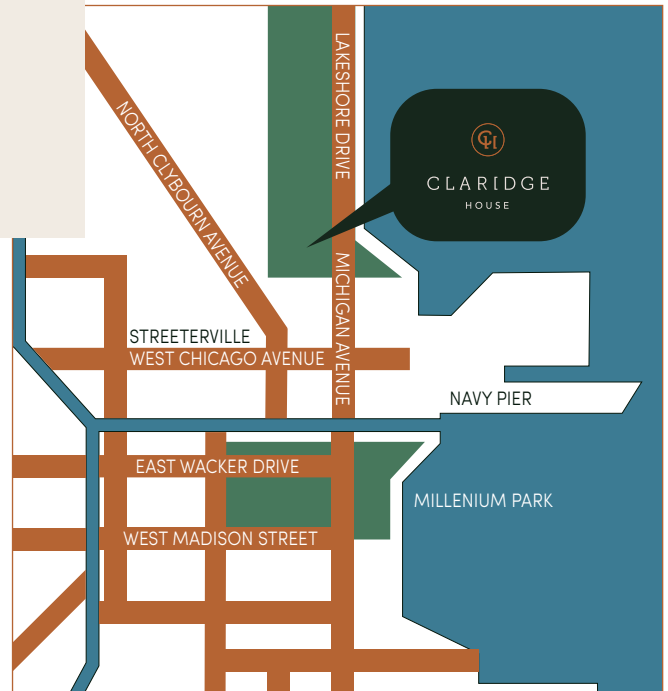 LAKESHORE DRIVE
NORTH CLYBOURN AVENUE
CH
CLARIDGE
HOUSE
MICHIGAN AVENUE
STREETERVILLE
WEST CHICAGO AVENUE
NAVY PIER
EAST WACKER DRIVE
MILLENIUM PARK
WEST MADISON STREET